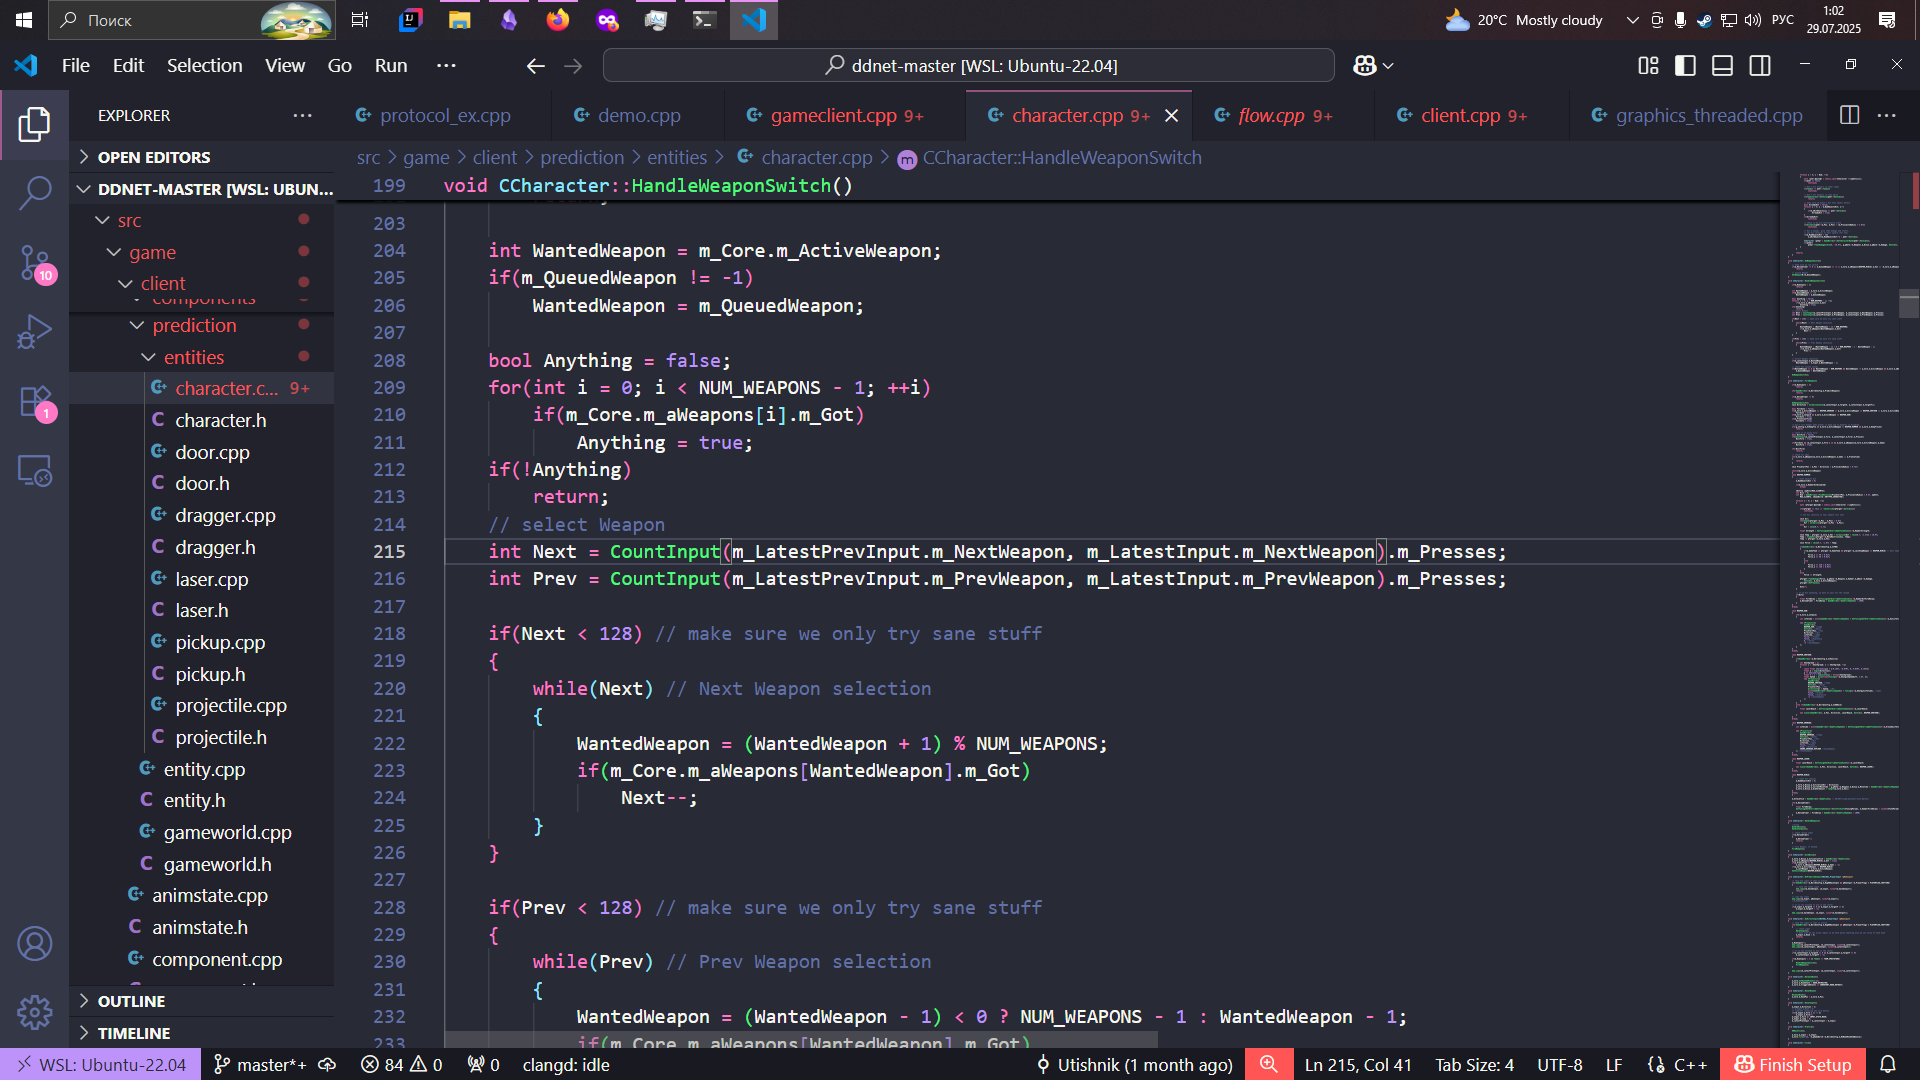 Поиск
20°C Mostly cloudy
РУС
1:02
29.07.2025
File Edit Selection View Go Run ...
ddnet-master [WSL: Ubuntu-22.04]
EXPLORER
protocol_ex.cpp
demo.cpp
gameclient.cpp 9+
character.cpp 9+
flow.cpp 9+
client.cpp 9+
graphics_threaded.cpp
OPEN EDITORS
src > game > client > prediction > entities > character.cpp > CCharacter::HandleWeaponSwitch
DDNET-MASTER [WSL: UBUN...
src
game
client
components
prediction
entities
character.c... 9+
character.h
door.cpp
door.h
dragger.cpp
dragger.h
laser.cpp
laser.h
pickup.cpp
pickup.h
projectile.cpp
projectile.h
entity.cpp
entity.h
gameworld.cpp
gameworld.h
animstate.cpp
animstate.h
component.cpp
OUTLINE
TIMELINE
10
1
199 void CCharacter::HandleWeaponSwitch()
203
204 int WantedWeapon = m_Core.m_ActiveWeapon;
205 if(m_QueuedWeapon != -1)
206 WantedWeapon = m_QueuedWeapon;
207
208 bool Anything = false;
209 for(int i = 0; i < NUM_WEAPONS - 1; ++i)
210 if(m_Core.m_aWeapons[i].m_Got)
211 Anything = true;
212 if(!Anything)
213 return;
214 // select Weapon
215 int Next = CountInput(m_LatestPrevInput.m_NextWeapon, m_LatestInput.m_NextWeapon).m_Presses;
216 int Prev = CountInput(m_LatestPrevInput.m_PrevWeapon, m_LatestInput.m_PrevWeapon).m_Presses;
217
218 if(Next < 128) // make sure we only try sane stuff
219 {
220 while(Next) // Next Weapon selection
221 {
222 WantedWeapon = (WantedWeapon + 1) % NUM_WEAPONS;
223 if(m_Core.m_aWeapons[WantedWeapon].m_Got)
224 Next--;
225 }
226 }
227
228 if(Prev < 128) // make sure we only try sane stuff
229 {
230 while(Prev) // Prev Weapon selection
231 {
232 WantedWeapon = (WantedWeapon - 1) < 0 ? NUM_WEAPONS - 1 : WantedWeapon - 1;
233 if(m_Core.m_aWeapons[WantedWeapon].m_Got)
WSL: Ubuntu-22.04
master*+
84
0
0
clangd: idle
Utishnik (1 month ago)
Ln 215, Col 41
Tab Size: 4
UTF-8
LF
C++
Finish Setup